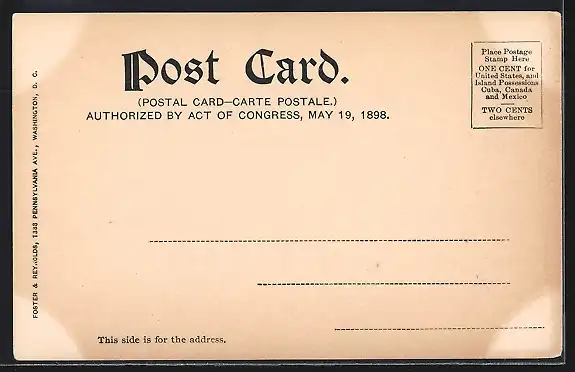 Post Card.
(POSTAL CARD—CARTE POSTALE.)
AUTHORIZED BY ACT OF CONGRESS, MAY 19, 1898.
Place Postage
Stamp Here
ONE CENT for
United States, and
Island Possessions
Cuba, Canada
and Mexico
TWO CENTS
elsewhere
FOSTER & REYNOLDS, 1333 PENNSYLVANIA AVE., WASHINGTON, D. C.
This side is for the address.